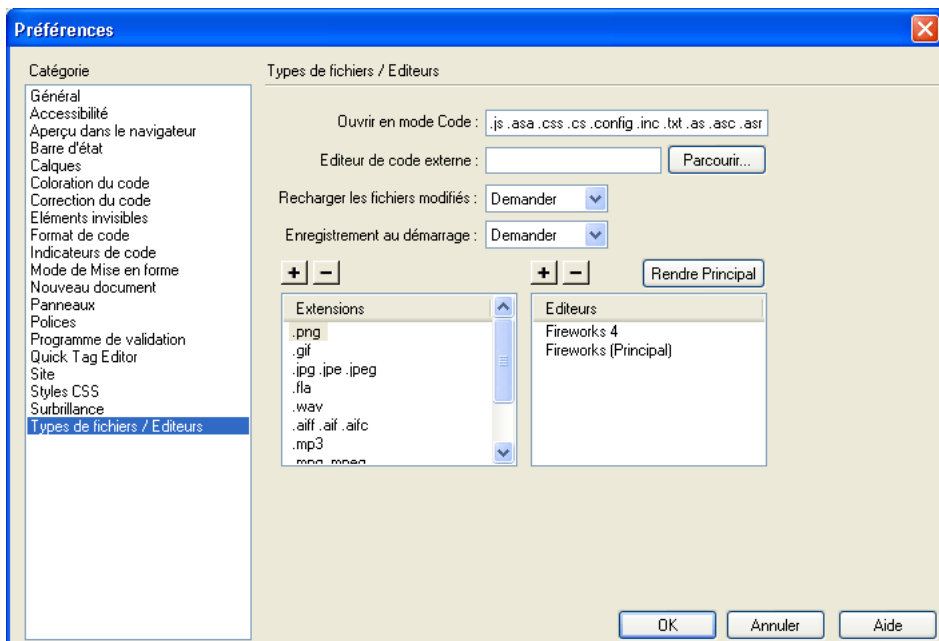 Préférences
Catégorie
Général
Accessibilité
Aperçu dans le navigateur
Barre d'état
Calques
Coloration du code
Correction du code
Eléments invisibles
Format de code
Indicateurs de code
Mode de Mise en forme
Nouveau document
Panneaux
Polices
Programme de validation
Quick Tag Editor
Site
Styles CSS
Surbrillance
Types de fichiers / Editeurs
Types de fichiers / Editeurs
Ouvrir en mode Code : .js .asa .css .cs .config .inc .txt .as .asc .asr
Editeur de code externe : Parcourir...
Recharger les fichiers modifiés : Demander
Enregistrement au démarrage : Demander
+ − + − Rendre Principal
Extensions
.png
.gif
.jpg .jpe .jpeg
.fla
.wav
.aiff .aif .aifc
.mp3
.mpg .mpeg
Editeurs
Fireworks 4
Fireworks (Principal)
OK Annuler Aide